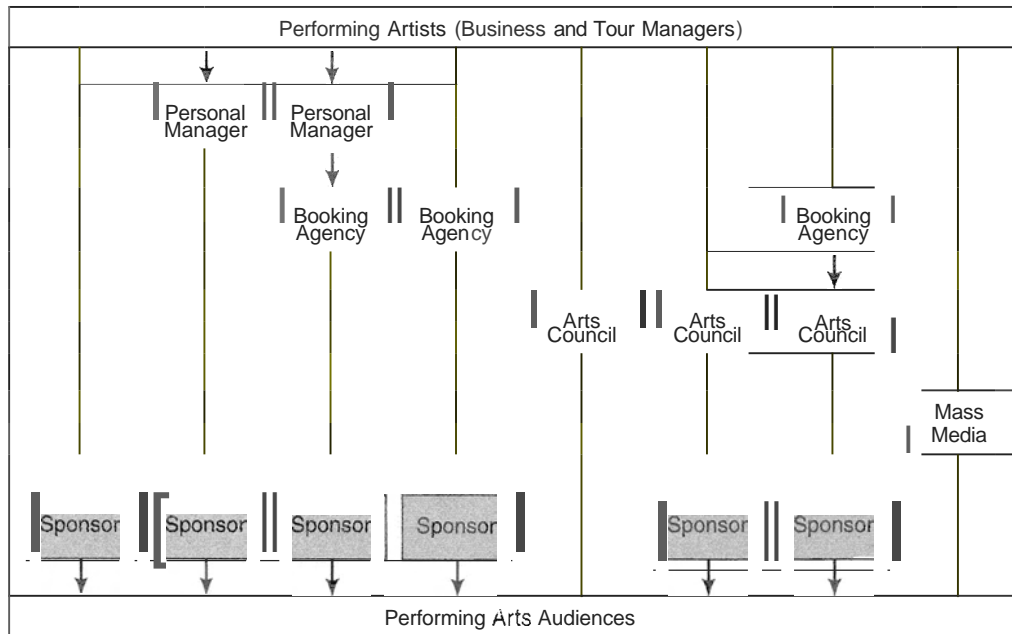 Performing Artists (Business and Tour Managers)
Personal
Manager
Personal
Manager
Booking
Agency
Booking
Agency
Booking
Agency
Arts
Council
Arts
Council
Arts
Council
Mass
Media
Sponsor
Sponsor
Sponsor
Sponsor
Sponsor
Sponsor
Performing Arts Audiences